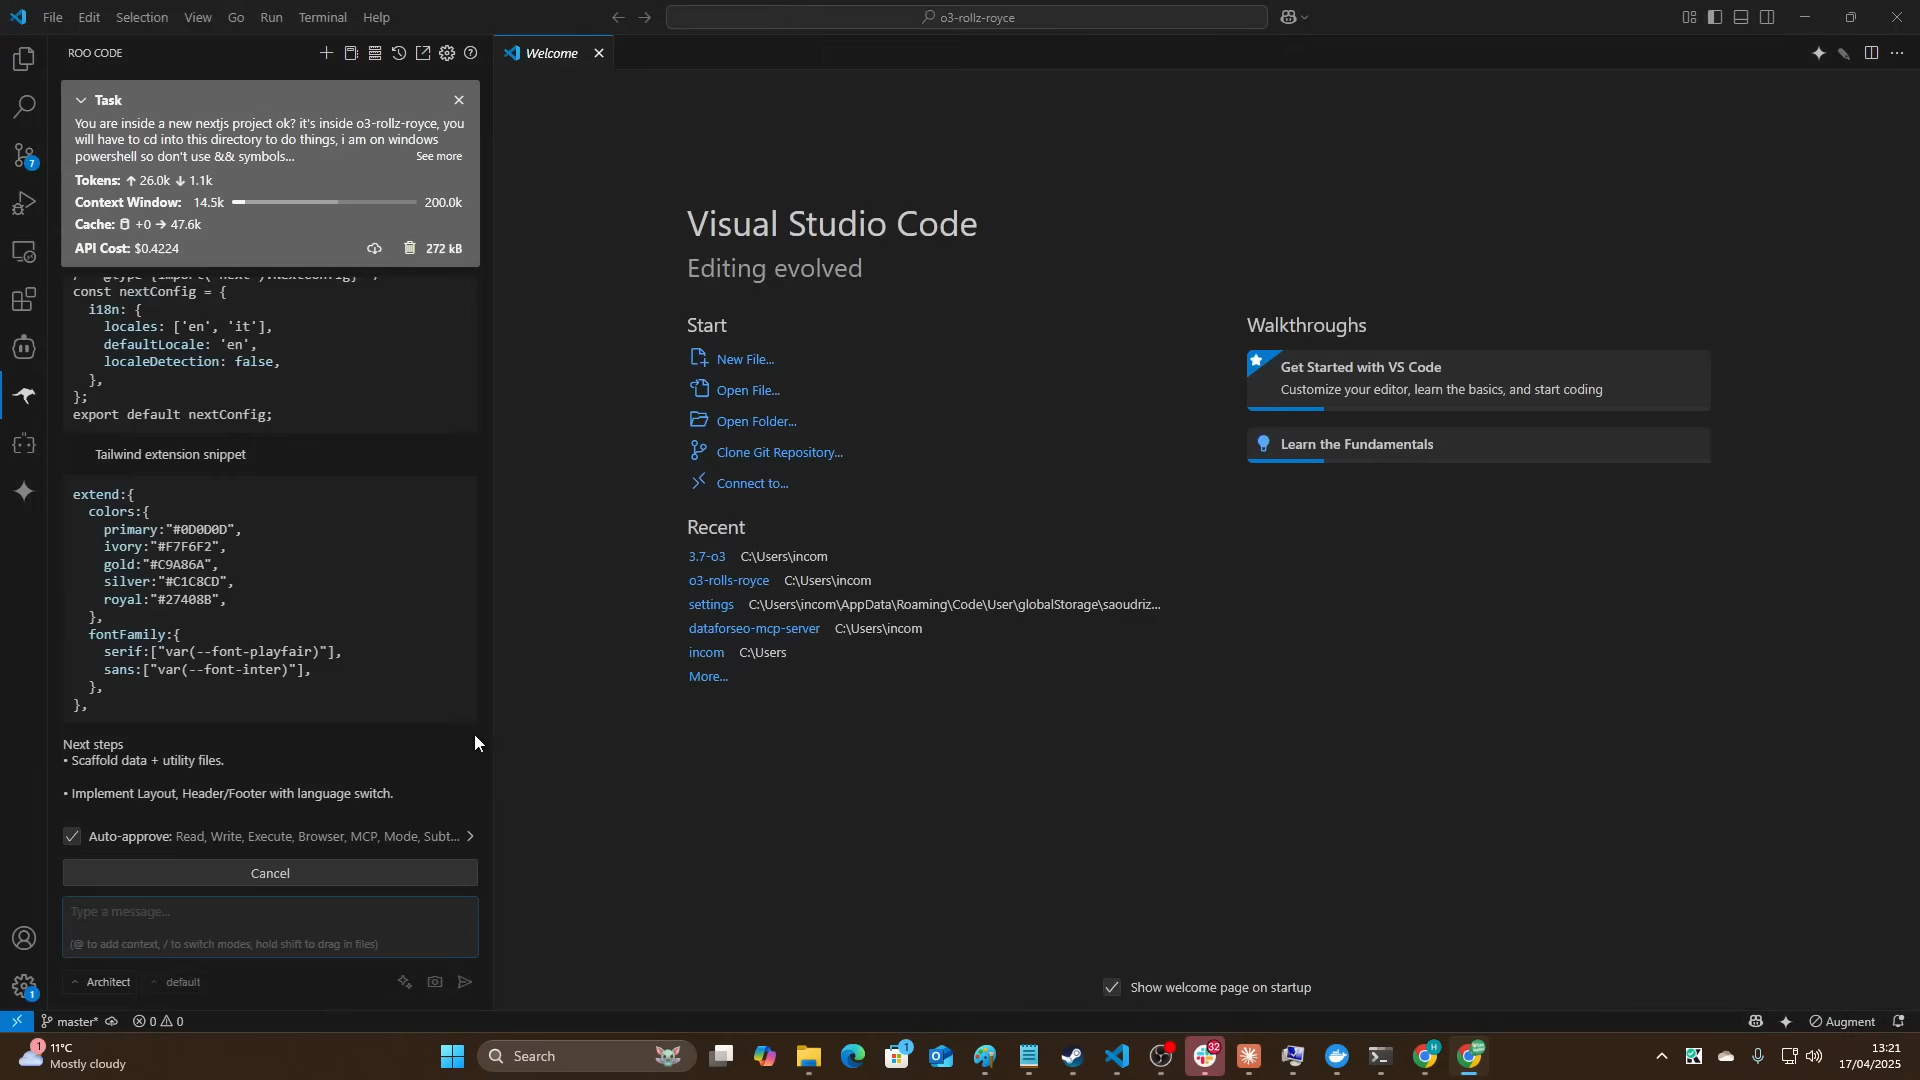 File Edit Selection View Go Run Terminal Help
o3-rollz-royce
ROO CODE
Welcome
Task
You are inside a new nextjs project ok? it's inside o3-rollz-royce, you
will have to cd into this directory to do things, i am on windows
powershell so don't use && symbols...
See more
Tokens: ↑ 26.0k ↓ 1.1k
Context Window: 14.5k 200.0k
Cache: +0 → 47.6k
API Cost: $0.4224
272 kB
const nextConfig = {
i18n: {
locales: ['en', 'it'],
defaultLocale: 'en',
localeDetection: false,
},
};
export default nextConfig;
Tailwind extension snippet
extend:{
colors:{
primary:"#0D0D0D",
ivory:"#F7F6F2",
gold:"#C9A86A",
silver:"#C1C8CD",
royal:"#27408B",
},
fontFamily:{
serif:["var(--font-playfair)"],
sans:["var(--font-inter)"],
},
},
Next steps
• Scaffold data + utility files.
• Implement Layout, Header/Footer with language switch.
Auto-approve: Read, Write, Execute, Browser, MCP, Mode, Subt...
Cancel
Type a message...
(@ to add context, / to switch modes, hold shift to drag in files)
Architect
default
Visual Studio Code
Editing evolved
Start
New File...
Open File...
Open Folder...
Clone Git Repository...
Connect to...
Recent
3.7-o3 C:\Users\incom
o3-rolls-royce C:\Users\incom
settings C:\Users\incom\AppData\Roaming\Code\User\globalStorage\saoudriz...
dataforseo-mcp-server C:\Users\incom
incom C:\Users
More...
Walkthroughs
Get Started with VS Code
Customize your editor, learn the basics, and start coding
Learn the Fundamentals
Show welcome page on startup
7
1
master*
0 0
Augment
1
11°C
Mostly cloudy
Search
1
32
H
13:21
17/04/2025